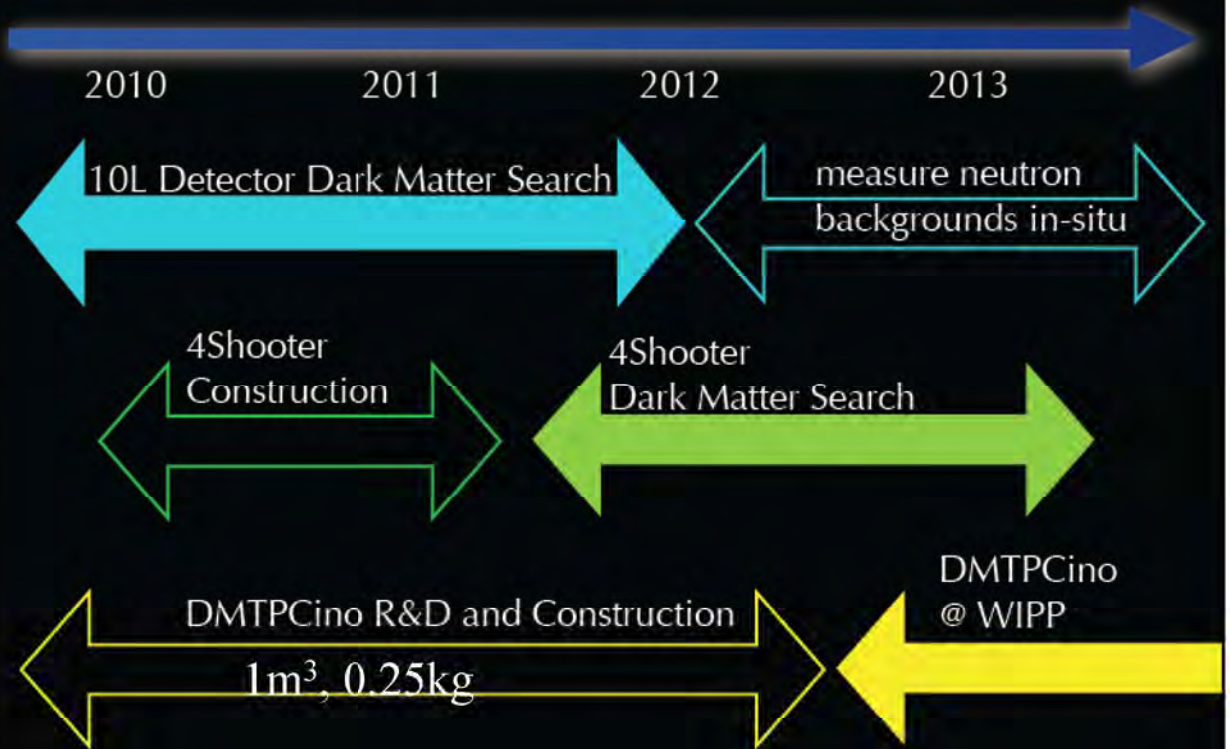 2010 2011 2012 2013
10L Detector Dark Matter Search
measure neutron
backgrounds in-situ
4Shooter
Construction
4Shooter
Dark Matter Search
DMTPCino R&D and Construction
1m³, 0.25kg
DMTPCino
@ WIPP